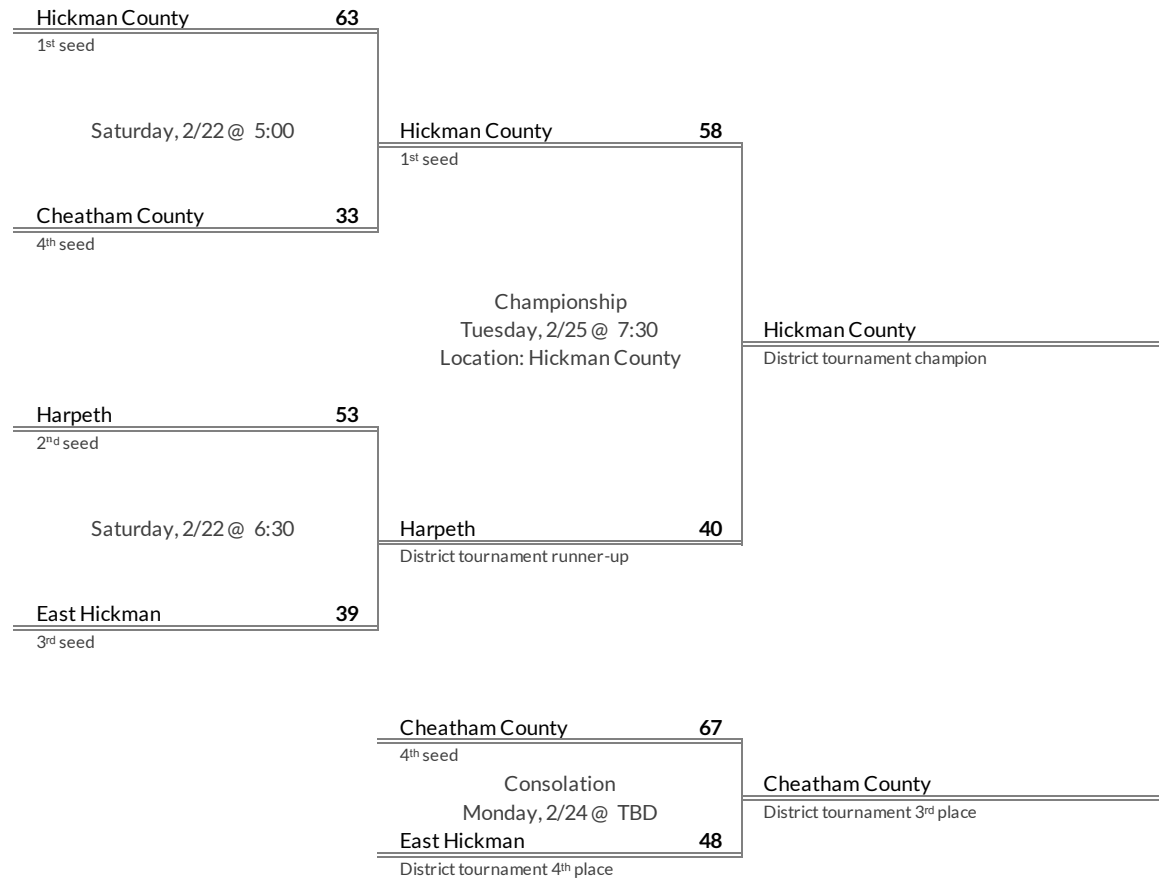 Hickman County 63
1st seed
Saturday, 2/22 @ 5:00
Cheatham County 33
4th seed
Hickman County 58
1st seed
Championship
Tuesday, 2/25 @ 7:30
Location: Hickman County
Hickman County
District tournament champion
Harpeth 53
2nd seed
Saturday, 2/22 @ 6:30
East Hickman 39
3rd seed
Harpeth 40
District tournament runner-up
Cheatham County 67
4th seed
Consolation
Monday, 2/24 @ TBD
East Hickman 48
District tournament 4th place
Cheatham County
District tournament 3rd place